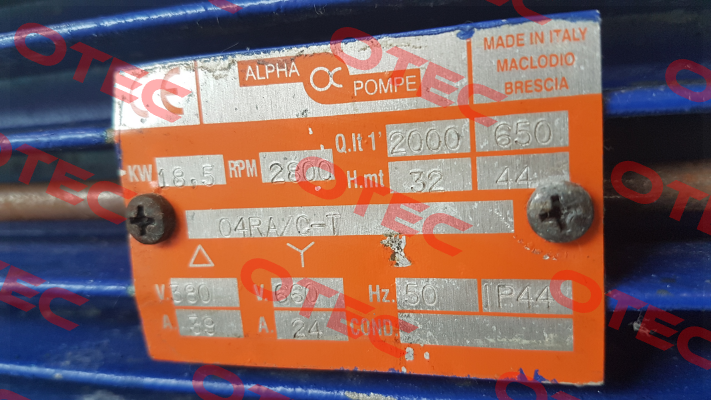 ALPHA POMPE
MADE IN ITALY
MACLODIO
BRESCIA
KW. 18.5 RPM 2800 Q.lt-1' 2000 650
H.mt 32 44
04RA/C-T
△ Y
V. 380 V. 660 Hz. 50 IP44
A. 39 A. 24 COND.
OTEC